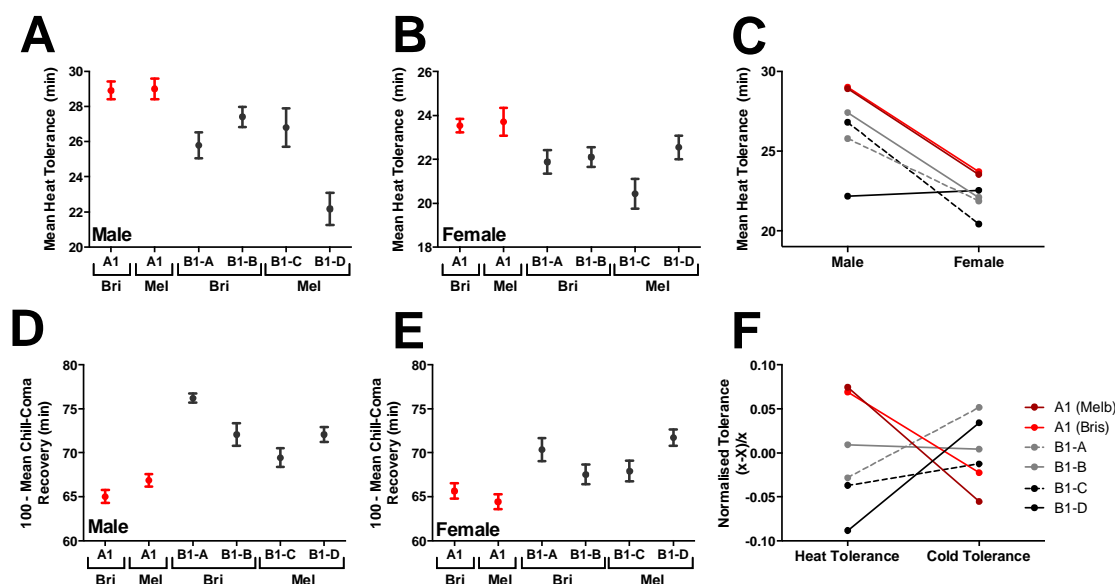 A
Mean Heat Tolerance (min)
30
28
26
24
22
20
Male
A1 A1 B1-A B1-B B1-C B1-D
Bri Mel Bri Mel
B
Mean Heat Tolerance (min)
26
24
22
20
18
Female
A1 A1 B1-A B1-B B1-C B1-D
Bri Mel Bri Mel
C
Mean Heat Tolerance (min)
30
25
20
Male Female
D
100 - Mean Chill-Coma
Recovery (min)
80
75
70
65
60
Male
A1 A1 B1-A B1-B B1-C B1-D
Bri Mel Bri Mel
E
100 - Mean Chill-Coma
Recovery (min)
80
75
70
65
60
Female
A1 A1 B1-A B1-B B1-C B1-D
Bri Mel Bri Mel
F
Normalised Tolerance
(x-X)/x
0.10
0.05
0.00
-0.05
-0.10
Heat Tolerance Cold Tolerance
A1 (Melb)
A1 (Bris)
B1-A
B1-B
B1-C
B1-D